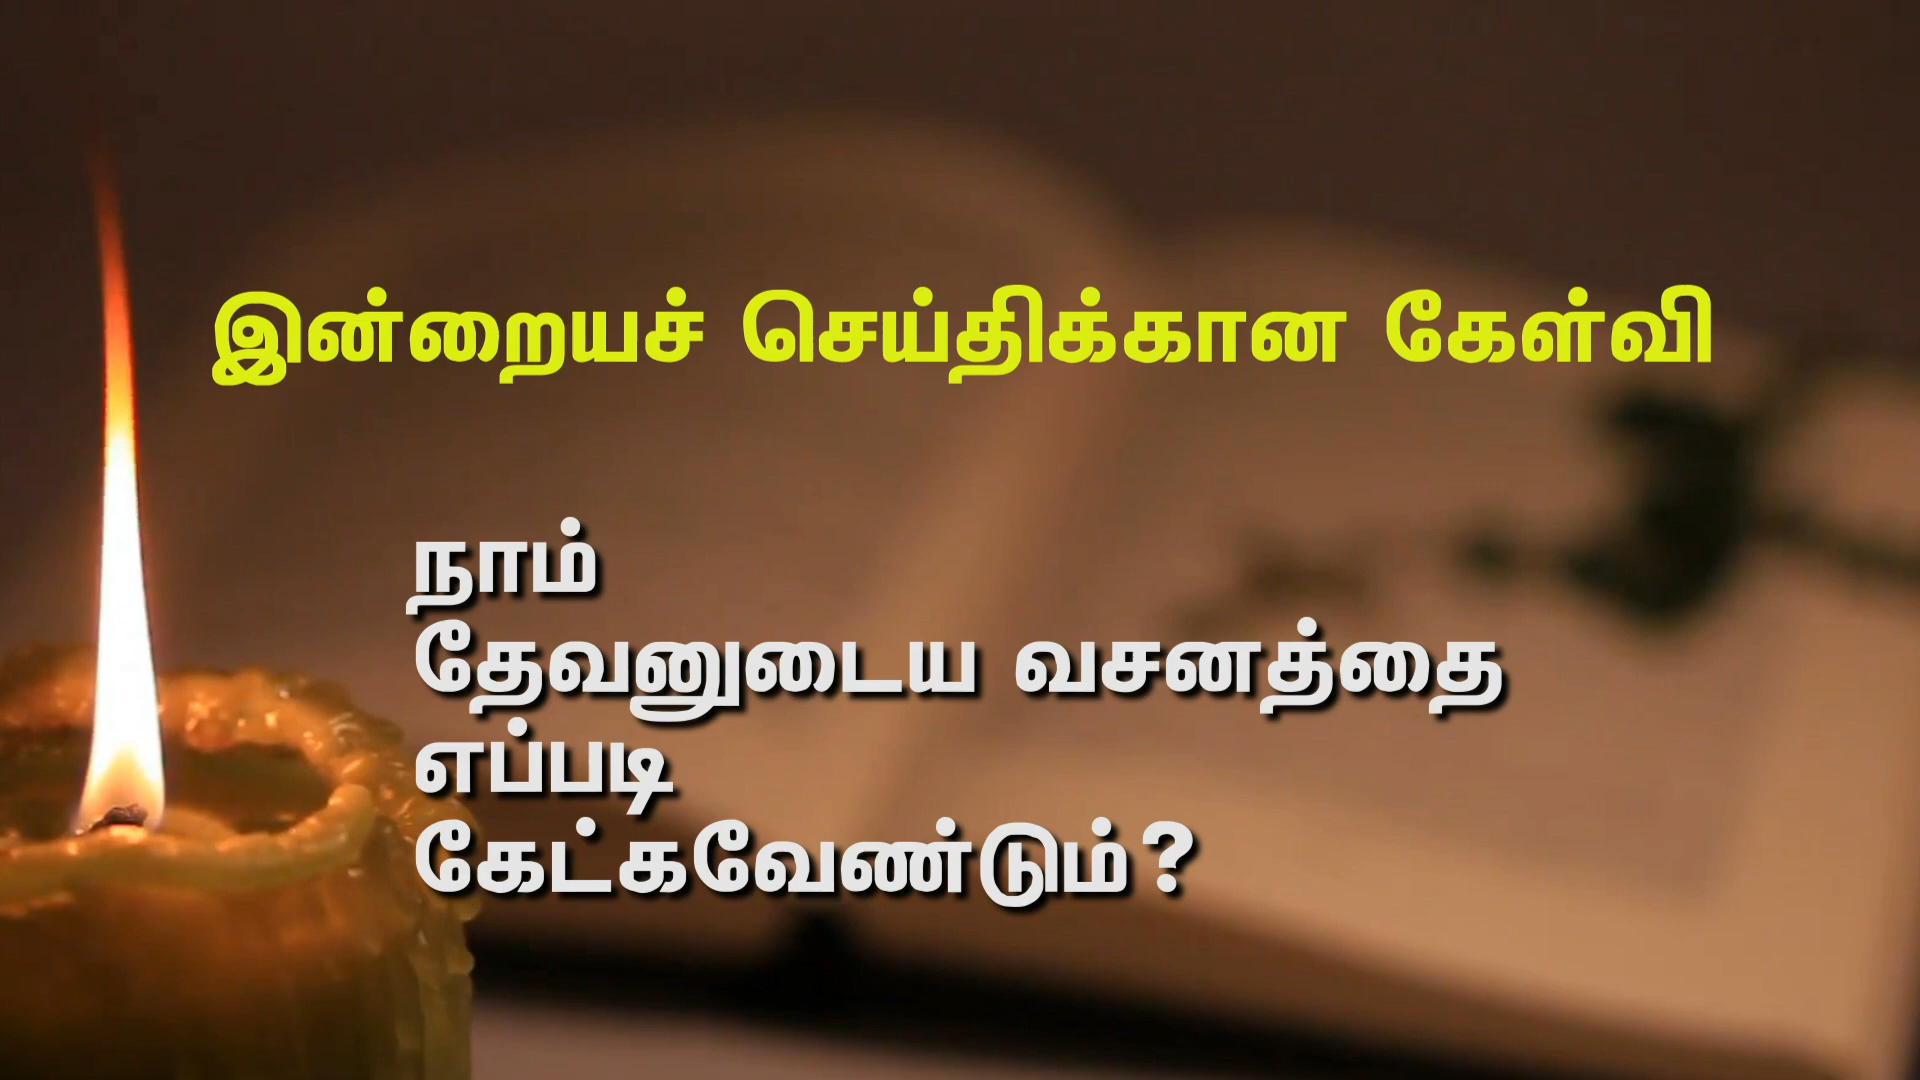 இன்றையச் செய்திக்கான கேள்வி
நாம்
தேவனுடைய வசனத்தை
எப்படி
கேட்கவேண்டும்?